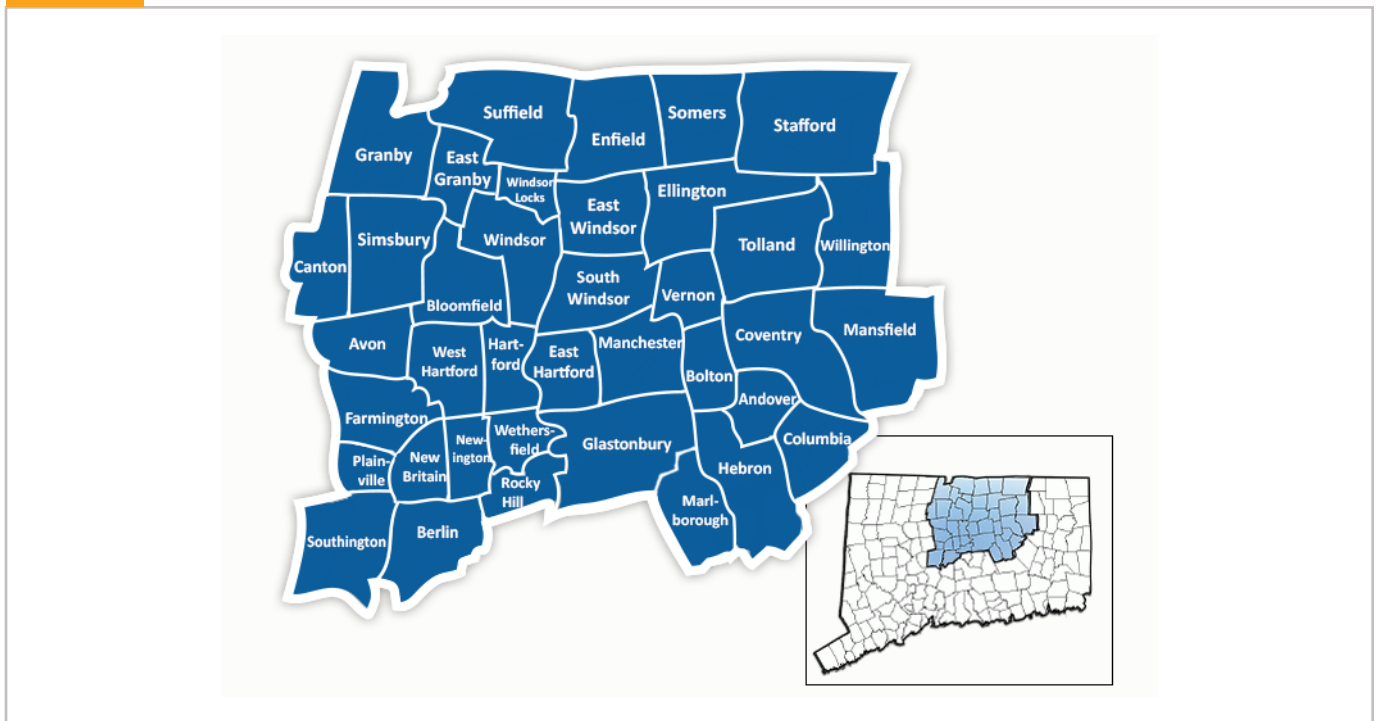 Suffield
Enfield
Somers
Stafford
Granby
East
Granby
Windsor
Locks
East
Windsor
Ellington
Canton
Simsbury
Windsor
Tolland
Willington
Bloomfield
South
Windsor
Vernon
Avon
West
Hartford
Hart-
ford
East
Hartford
Manchester
Bolton
Coventry
Mansfield
Andover
Farmington
Plain-
ville
New
Britain
New-
ington
Wethers-
field
Rocky
Hill
Glastonbury
Marl-
borough
Hebron
Columbia
Southington
Berlin